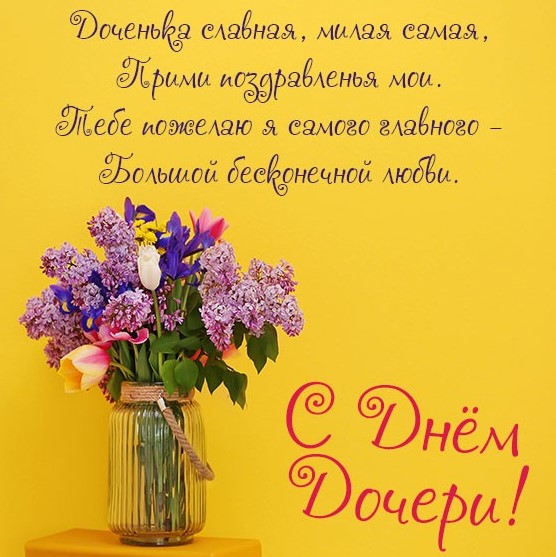 Доченька славная, милая самая,
Прими поздравленья мои.
Тебе пожелаю я самого главного –
Большой бесконечной любви.
С Днём
Дочери!